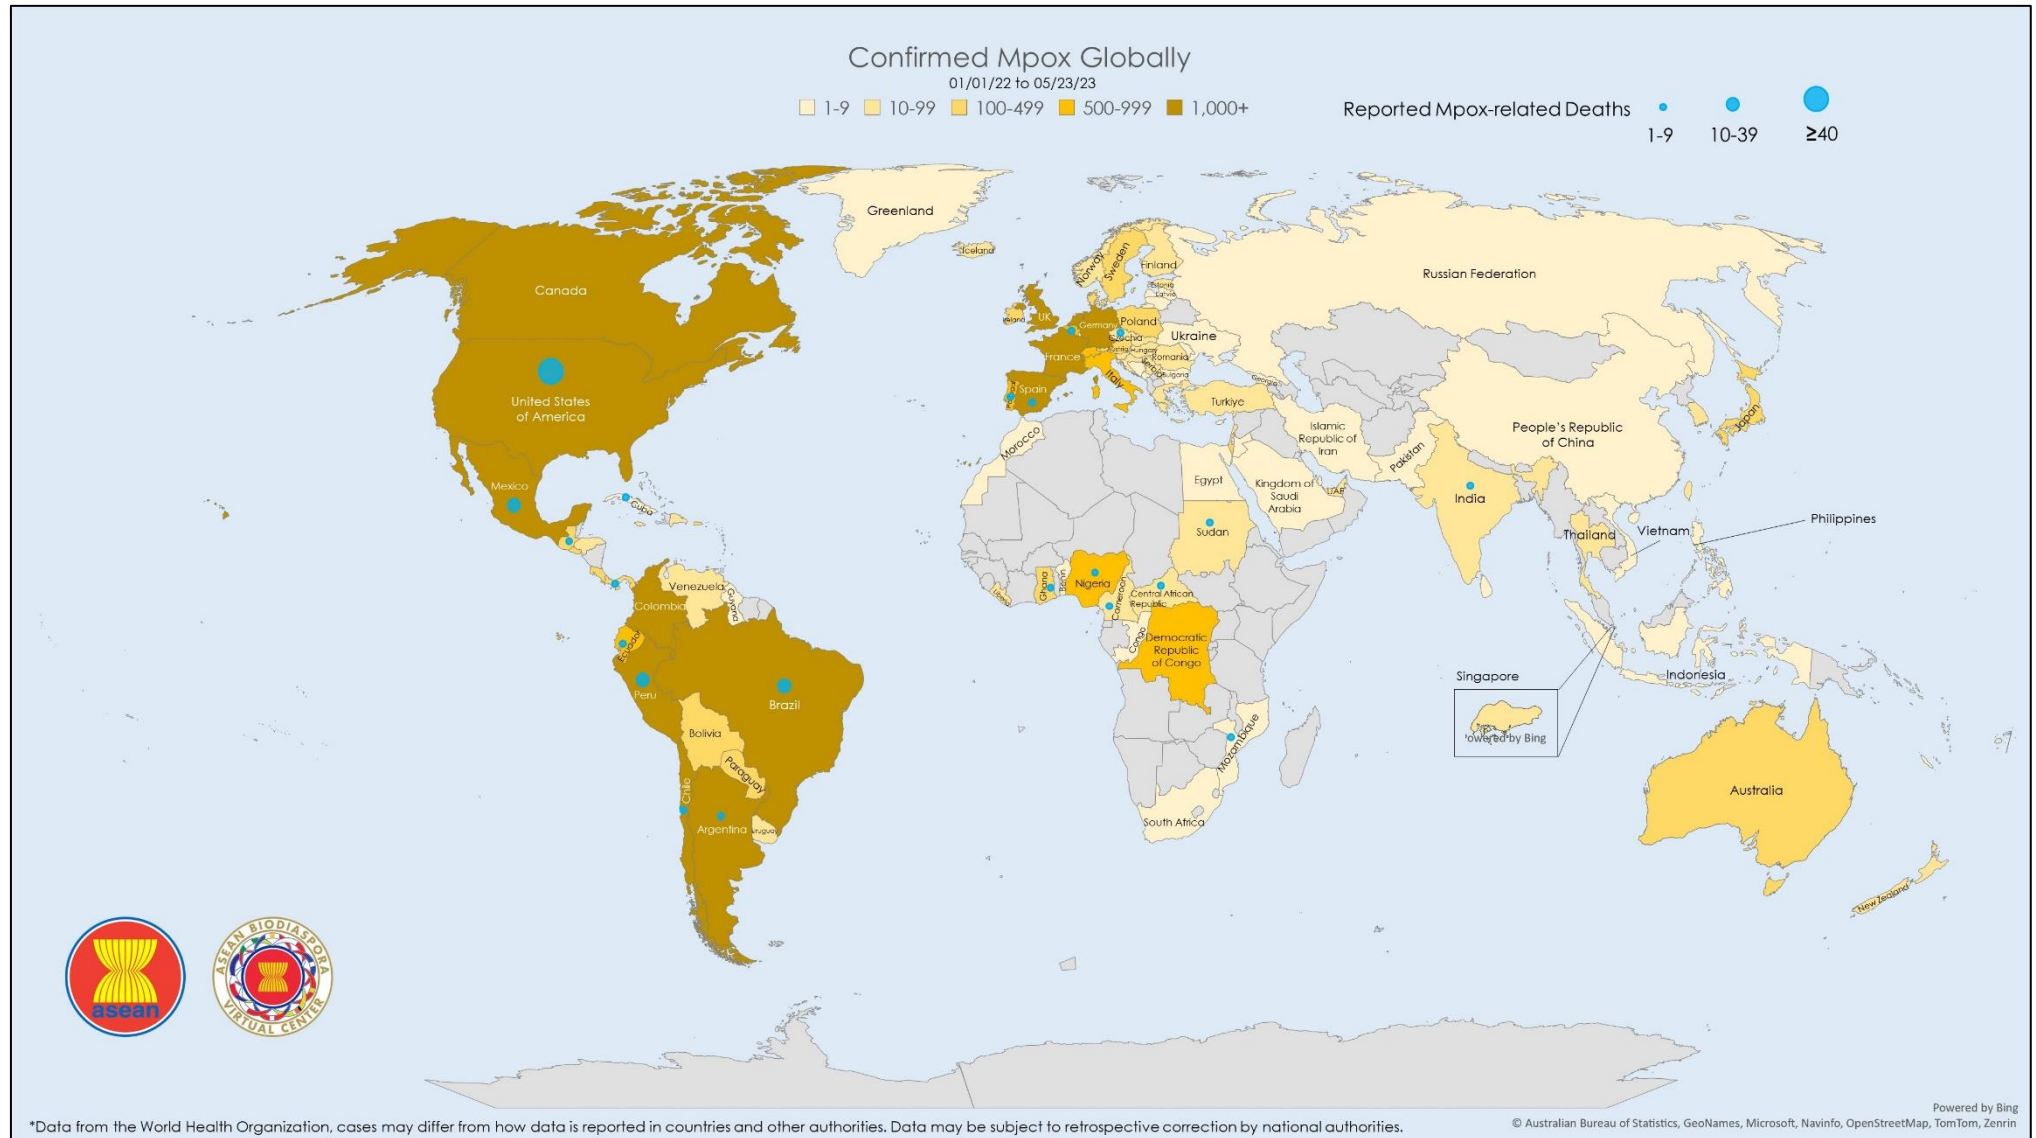 Confirmed Mpox Globally
01/01/22 to 05/23/23
1-9 10-99 100-499 500-999 1,000+
Reported Mpox-related Deaths
1-9 10-39 ≥40
Greenland
Iceland
Norway
Sweden
Finland
Estonia
Latvia
Russian Federation
Canada
Ireland
UK
Germany
Poland
Czechia
Ukraine
France
Austria
Hungary
Romania
Serbia
Bulgaria
Italy
Spain
Georgia
Turkiye
United States
of America
Morocco
Islamic
Republic of
Iran
Pakistan
People's Republic
of China
Japan
Mexico
Cuba
Egypt
Kingdom of
Saudi
Arabia
UAE
India
Sudan
Thailand
Vietnam
Philippines
Venezuela
Guyana
Colombia
Liberia
Ghana
Benin
Nigeria
Cameroon
Central African
Republic
Congo
Democratic
Republic
of Congo
Ecuador
Peru
Brazil
Singapore
Indonesia
Powered by Bing
Bolivia
Paraguay
Mozambique
Chile
Argentina
Uruguay
South Africa
Australia
New Zealand
asean
ASEAN BIODIASPORA
VIRTUAL CENTER
Powered by Bing
*Data from the World Health Organization, cases may differ from how data is reported in countries and other authorities. Data may be subject to retrospective correction by national authorities.
© Australian Bureau of Statistics, GeoNames, Microsoft, Navinfo, OpenStreetMap, TomTom, Zenrin